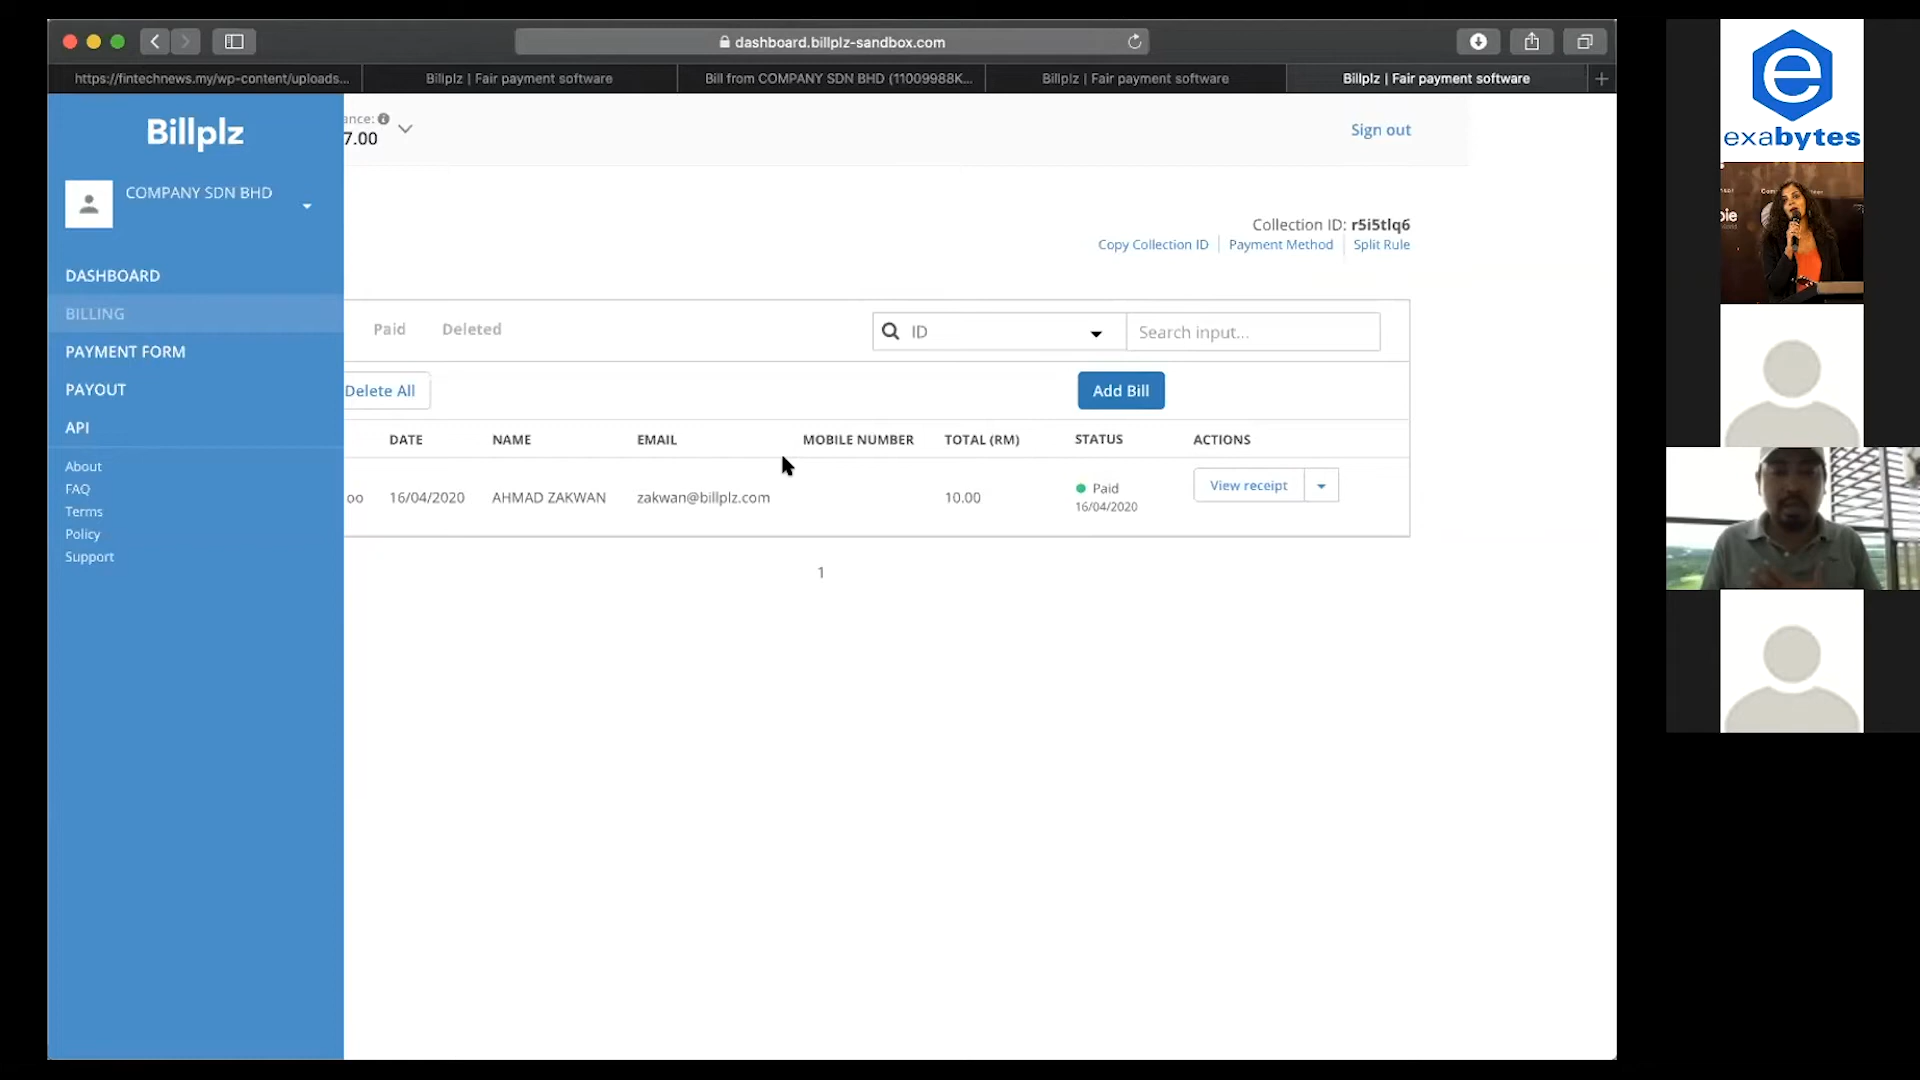 dashboard.billplz-sandbox.com
https://fintechnews.my/wp-content/uploads...
Billplz | Fair payment software
Bill from COMPANY SDN BHD (11009988K...
Billplz | Fair payment software
Billplz | Fair payment software
Billplz
COMPANY SDN BHD
DASHBOARD
BILLING
PAYMENT FORM
PAYOUT
API
About
FAQ
Terms
Policy
Support
ance:
7.00
Sign out
Collection ID: r5i5tlq6
Copy Collection ID Payment Method Split Rule
Paid Deleted
ID
Search input...
Delete All
Add Bill
DATE NAME EMAIL MOBILE NUMBER TOTAL (RM) STATUS ACTIONS
oo 16/04/2020 AHMAD ZAKWAN zakwan@billplz.com 10.00 Paid View receipt
16/04/2020
1
e
exabytes